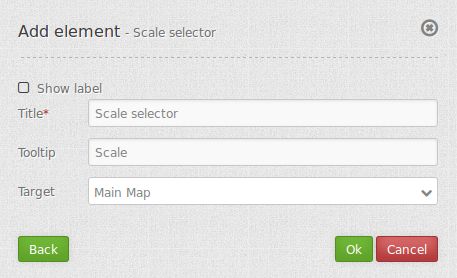 Add element - Scale selector
Show label
Title* Scale selector
Tooltip Scale
Target Main Map
Back Ok Cancel